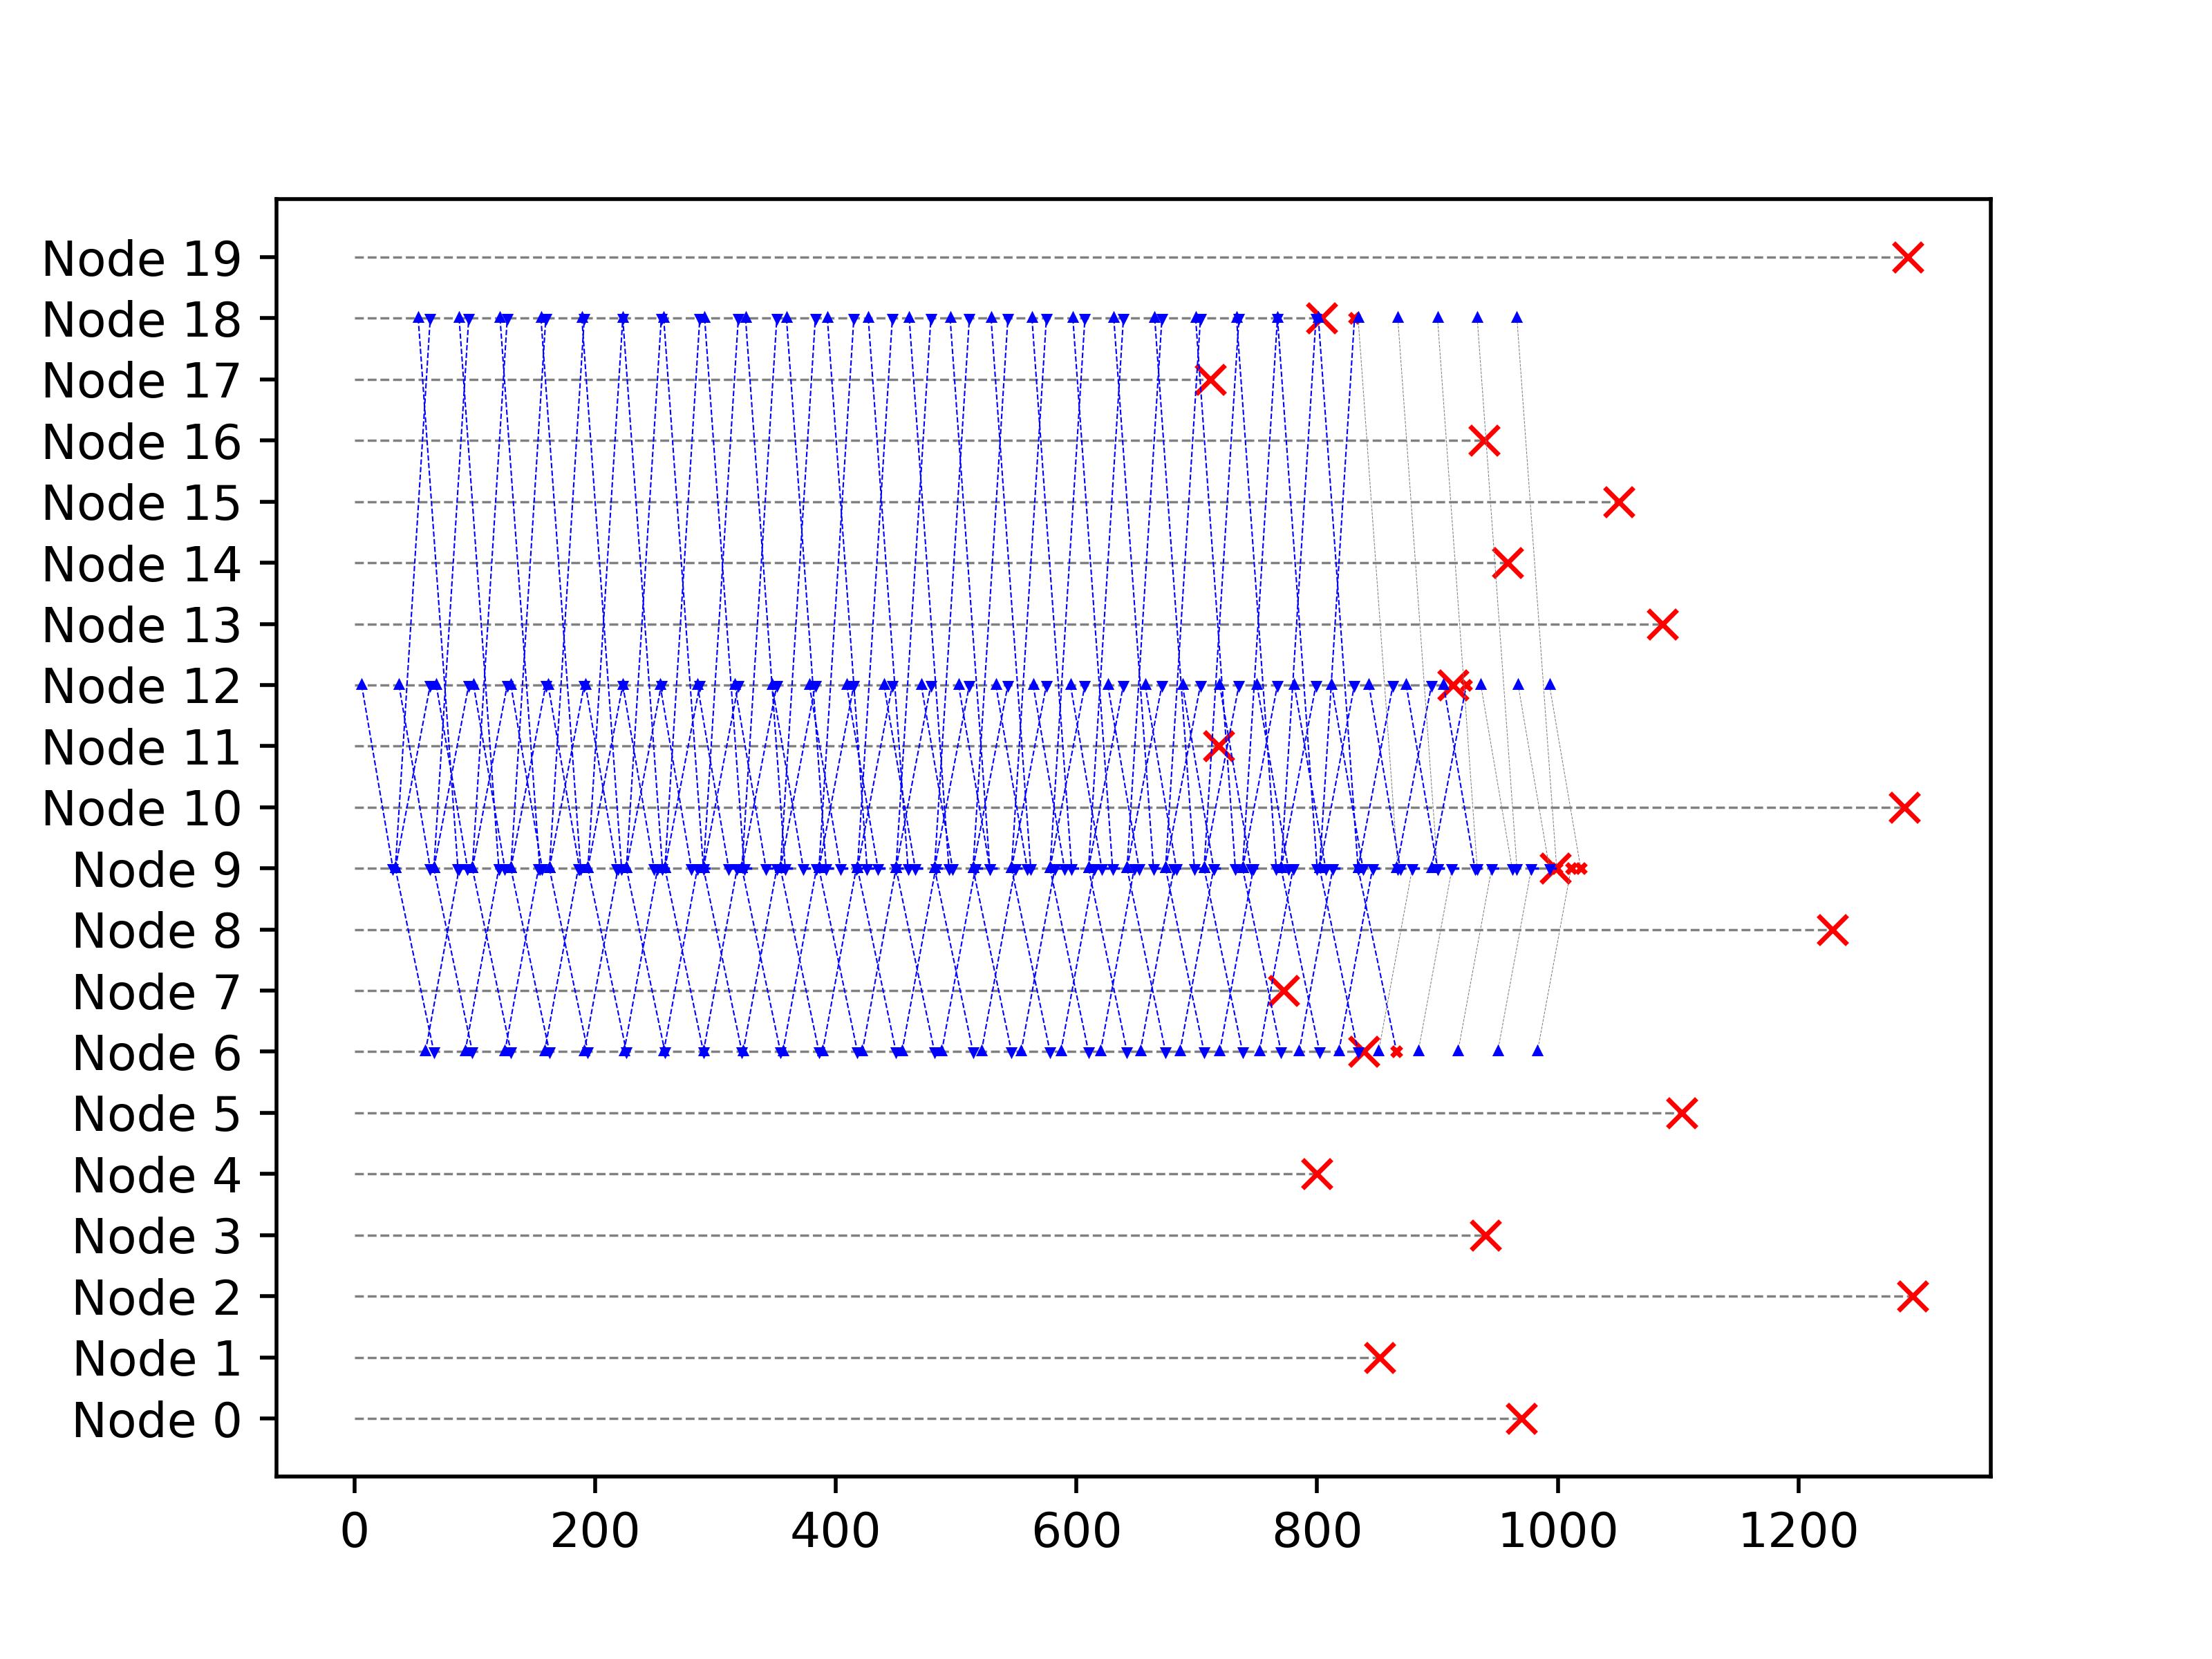 Node 19
Node 18
Node 17
Node 16
Node 15
Node 14
Node 13
Node 12
Node 11
Node 10
Node 9
Node 8
Node 7
Node 6
Node 5
Node 4
Node 3
Node 2
Node 1
Node 0
0 200 400 600 800 1000 1200